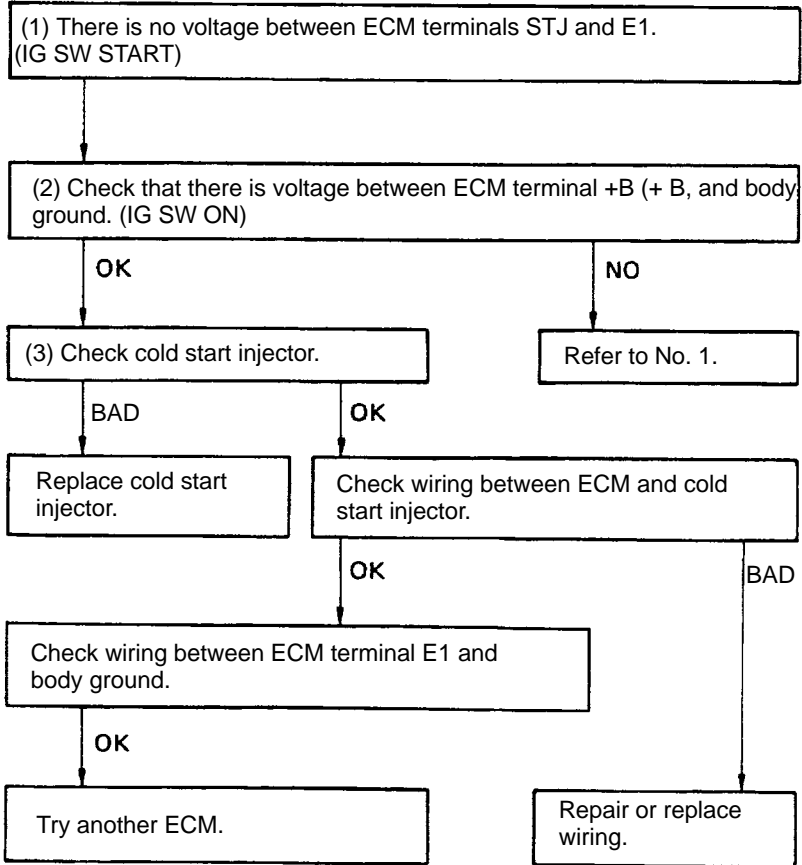 (1) There is no voltage between ECM terminals STJ and E1.
(IG SW START)
(2) Check that there is voltage between ECM terminal +B (+ B, and body
ground. (IG SW ON)
OK
NO
(3) Check cold start injector.
Refer to No. 1.
BAD
OK
Replace cold start
injector.
Check wiring between ECM and cold
start injector.
OK
BAD
Check wiring between ECM terminal E1 and
body ground.
OK
Try another ECM.
Repair or replace
wiring.